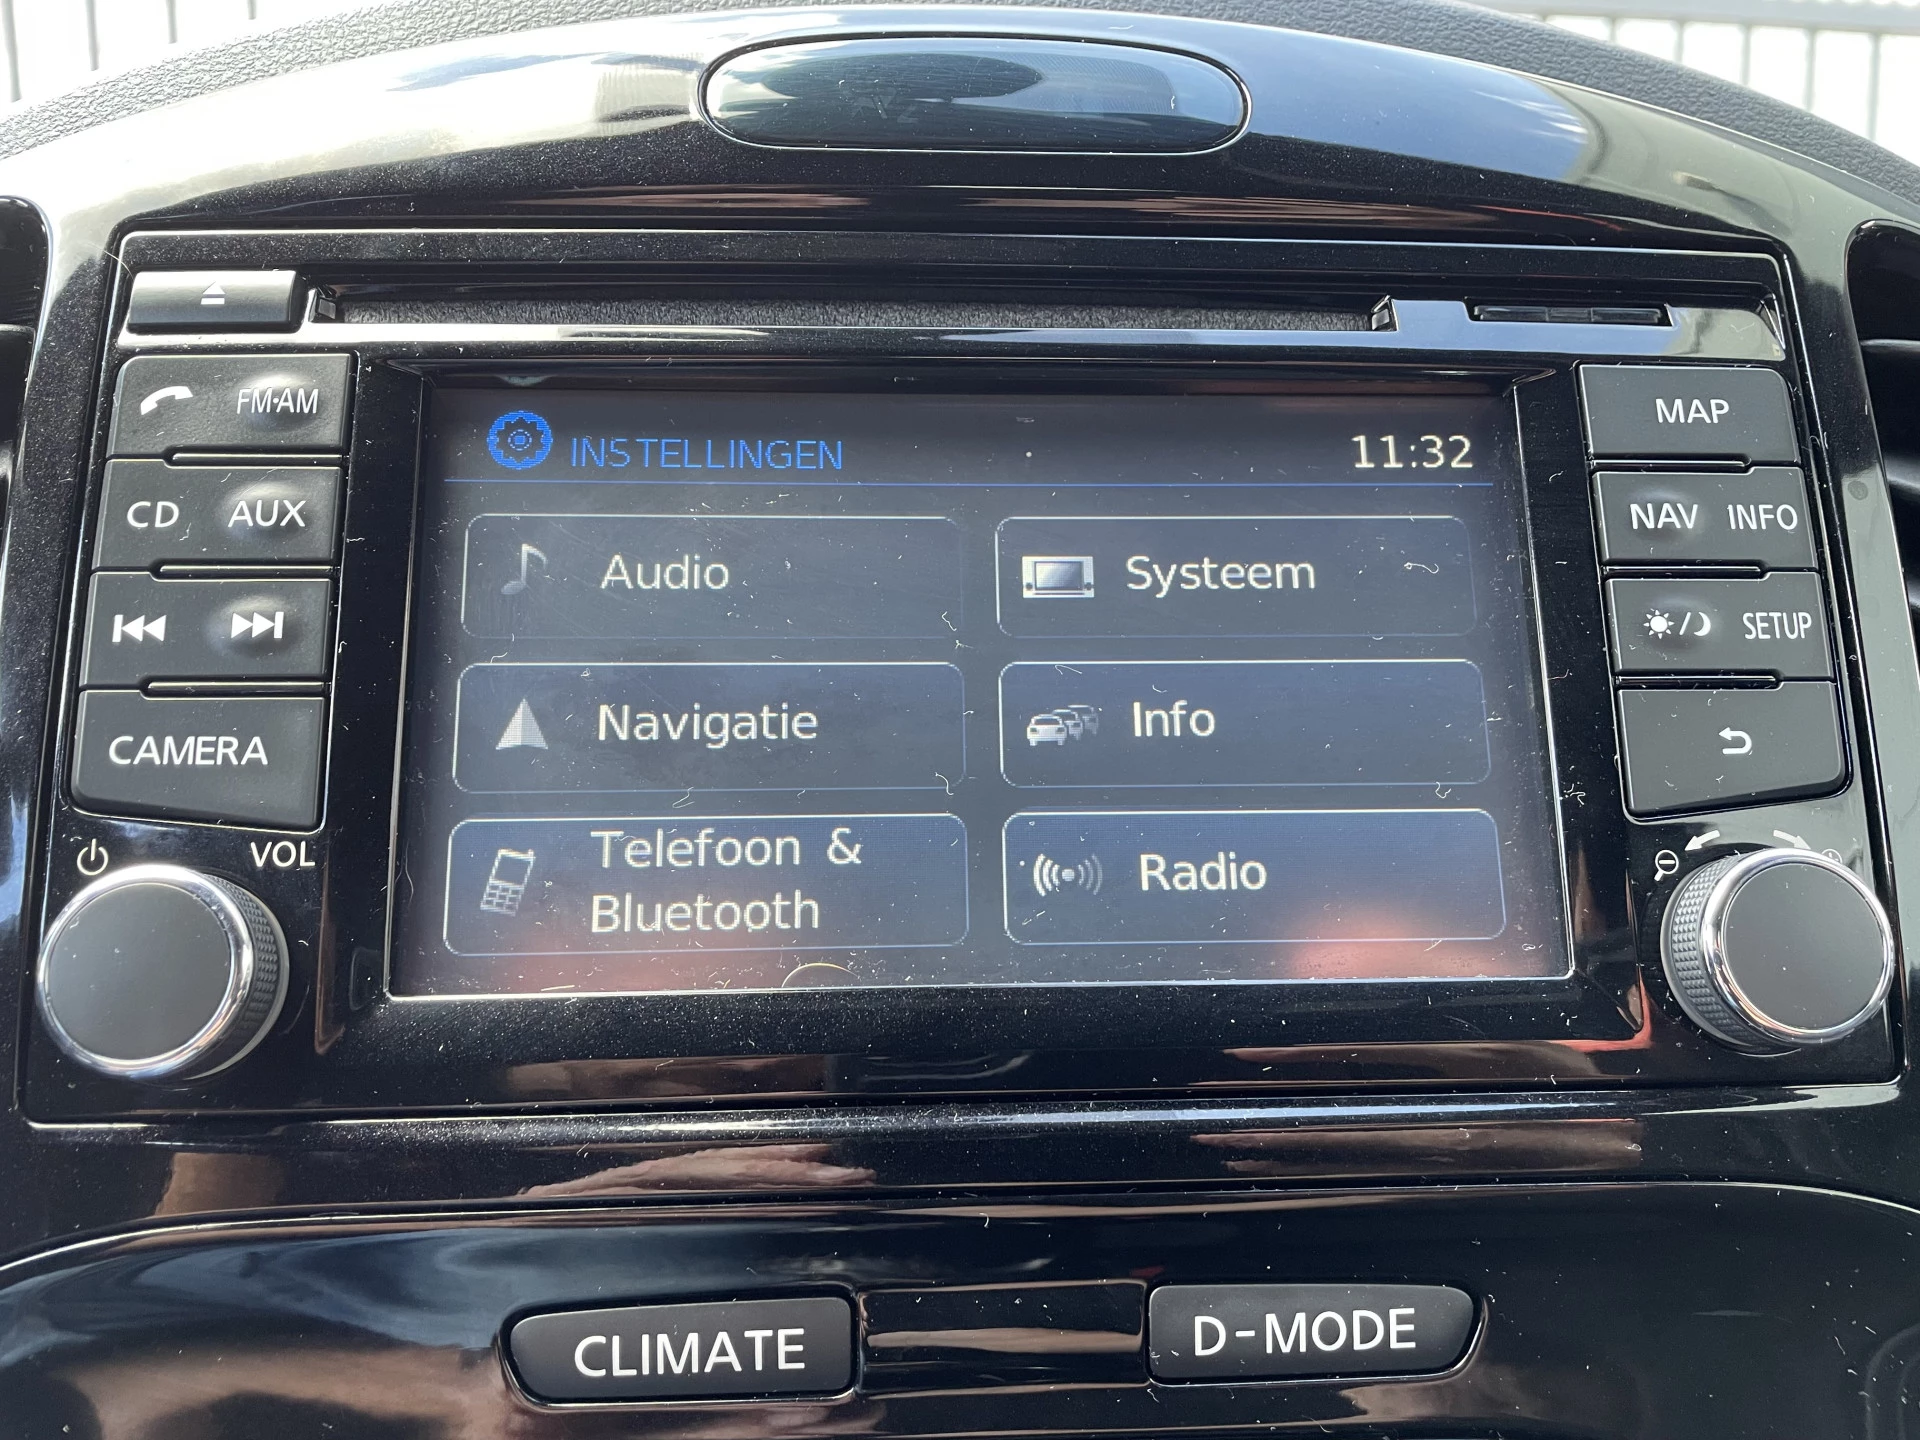 FM·AM
MAP
INSTELLINGEN
11:32
CD AUX
NAV INFO
Audio
Systeem
SETUP
Navigatie
Info
CAMERA
Telefoon &
Bluetooth
Radio
VOL
CLIMATE
D-MODE